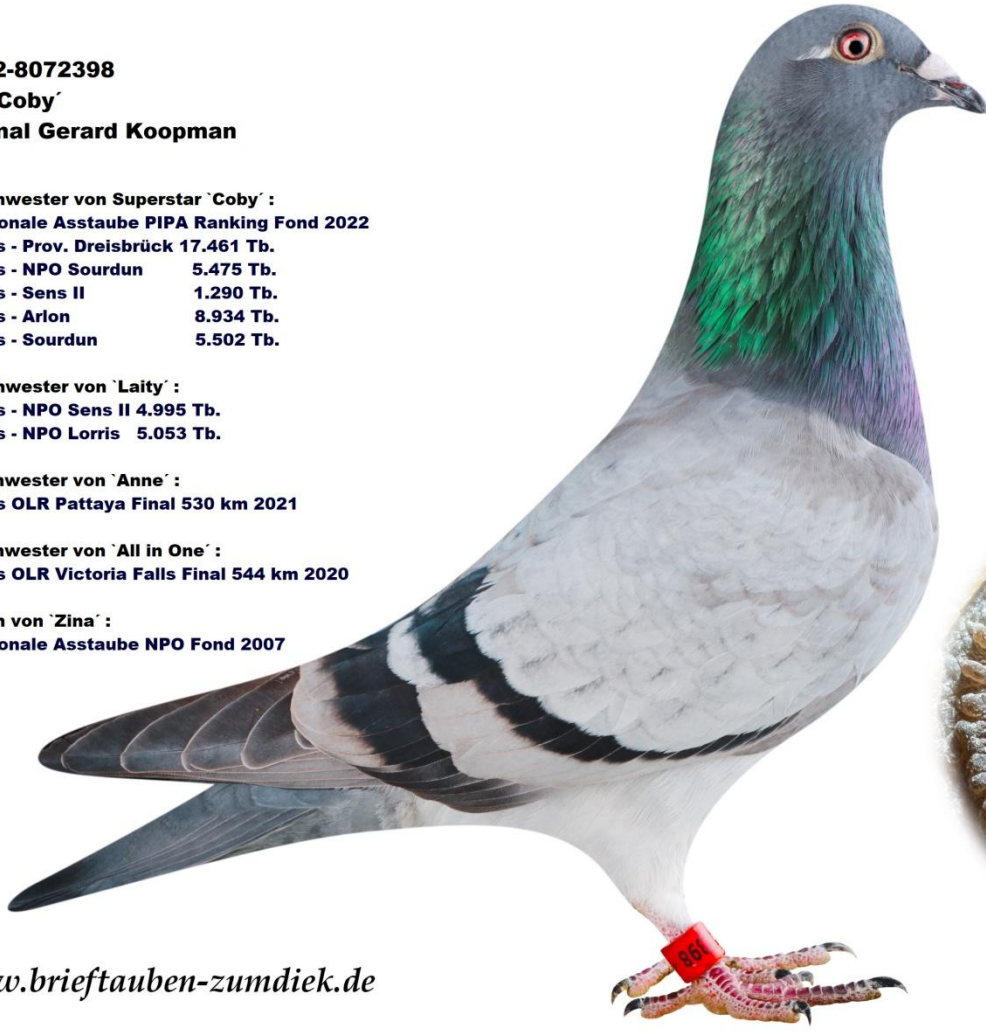 2-8072398
Coby´
nal Gerard Koopman
hwester von Superstar `Coby´ :
onale Asstaube PIPA Ranking Fond 2022
s - Prov. Dreisbrück 17.461 Tb.
s - NPO Sourdun 5.475 Tb.
s - Sens II 1.290 Tb.
s - Arlon 8.934 Tb.
s - Sourdun 5.502 Tb.
hwester von `Laity´ :
s - NPO Sens II 4.995 Tb.
s - NPO Lorris 5.053 Tb.
hwester von `Anne´ :
s OLR Pattaya Final 530 km 2021
hwester von `All in One´ :
s OLR Victoria Falls Final 544 km 2020
n von `Zina´ :
onale Asstaube NPO Fond 2007
w.brieftauben-zumdiek.de